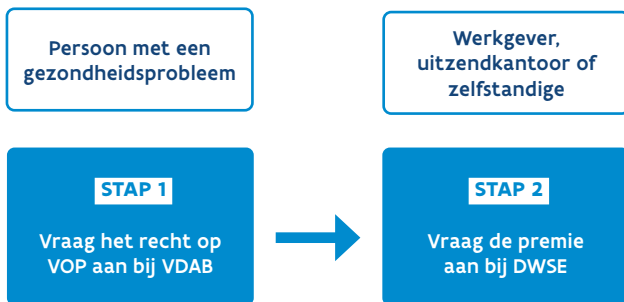 Persoon met een
gezondheidsprobleem
Werkgever,
uitzendkantoor of
zelfstandige
STAP 1
Vraag het recht op
VOP aan bij VDAB
STAP 2
Vraag de premie
aan bij DWSE